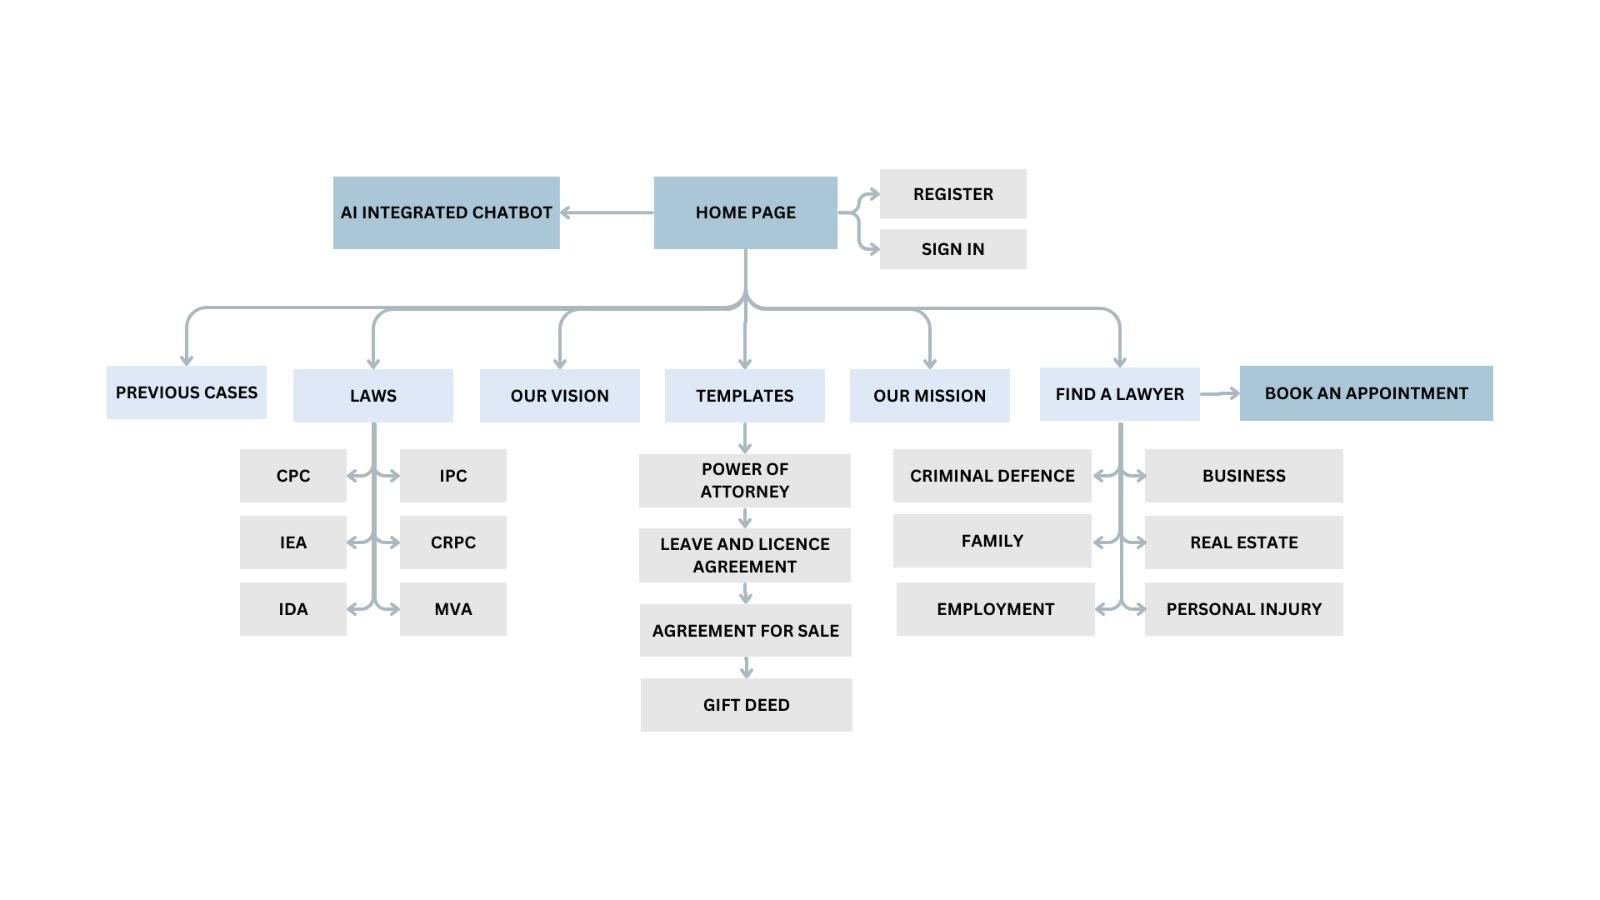 AI INTEGRATED CHATBOT
HOME PAGE
REGISTER
SIGN IN
PREVIOUS CASES
LAWS
OUR VISION
TEMPLATES
OUR MISSION
FIND A LAWYER
BOOK AN APPOINTMENT
CPC
IPC
IEA
CRPC
IDA
MVA
POWER OF
ATTORNEY
LEAVE AND LICENCE
AGREEMENT
AGREEMENT FOR SALE
GIFT DEED
CRIMINAL DEFENCE
BUSINESS
FAMILY
REAL ESTATE
EMPLOYMENT
PERSONAL INJURY